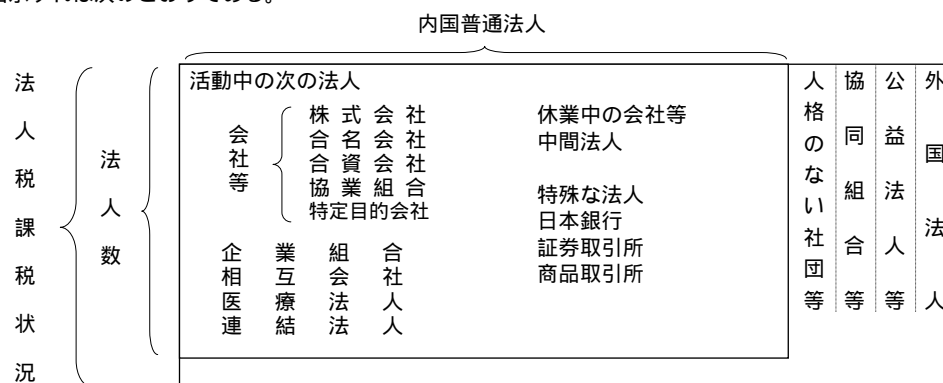 内国普通法人
法人税課税状況
法人数
活動中の次の法人
会社等
株式会社
合名会社
合資会社
協業組合
特定目的会社
企業組合
相互会社
医療法人
連結法人
休業中の会社等
中間法人
特殊な法人
日本銀行
証券取引所
商品取引所
人格のない社団等
協同組合等
公益法人等
外国法人